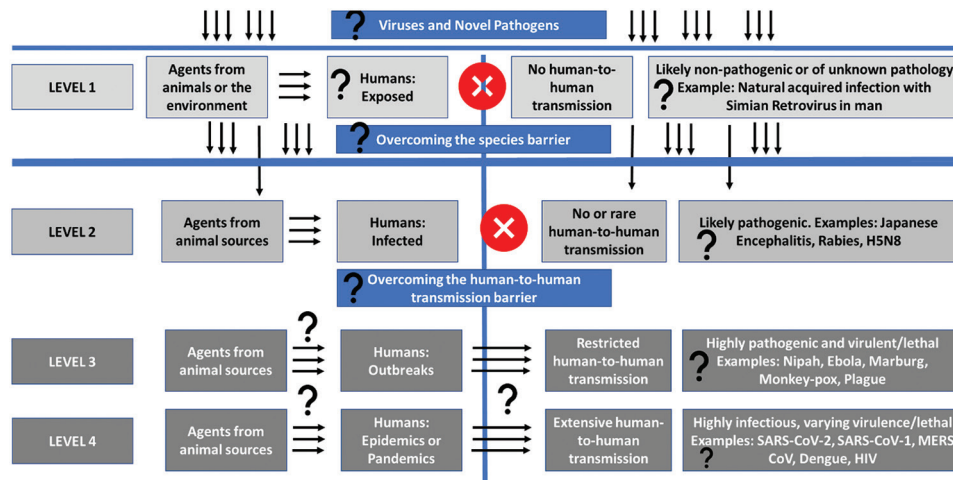 ? Viruses and Novel Pathogens
LEVEL 1
Agents from
animals or the
environment
? Humans:
Exposed
No human-to-
human
transmission
Likely non-pathogenic or of unknown pathology
? Example: Natural acquired infection with
Simian Retrovirus in man
? Overcoming the species barrier
LEVEL 2
Agents from
animal sources
Humans:
Infected
No or rare
human-to-human
transmission
Likely pathogenic. Examples: Japanese
? Encephalitis, Rabies, H5N8
? Overcoming the human-to-human
transmission barrier
LEVEL 3
Agents from
animal sources
?
Humans:
Outbreaks
Restricted
human-to-human
transmission
Highly pathogenic and virulent/lethal
? Examples: Nipah, Ebola, Marburg,
Monkey-pox, Plague
LEVEL 4
Agents from
animal sources
?
Humans:
Epidemics or
Pandemics
?
Extensive human-
to-human
transmission
Highly infectious, varying virulence/lethal
Examples: SARS-CoV-2, SARS-CoV-1, MERS
? CoV, Dengue, HIV